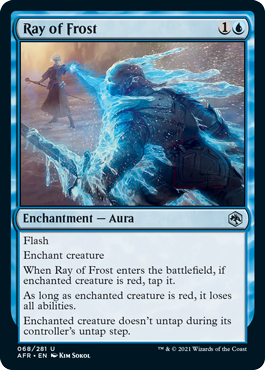 Ray of Frost 1
Enchantment — Aura
Flash
Enchant creature
When Ray of Frost enters the battlefield, if
enchanted creature is red, tap it.
As long as enchanted creature is red, it loses
all abilities.
Enchanted creature doesn't untap during its
controller's untap step.
068/281 U
AFR • EN Kim Sokol
™ & © 2021 Wizards of the Coast